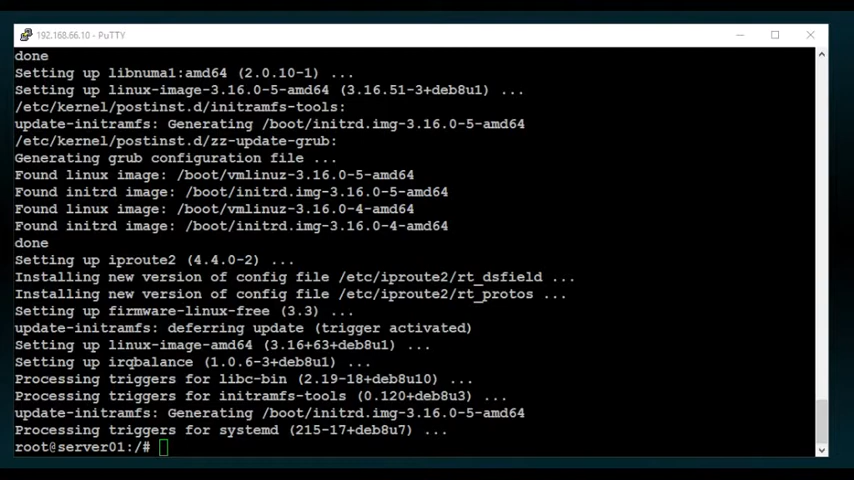 192.168.66.10 - PuTTY
done
Setting up libnuma1:amd64 (2.0.10-1) ...
Setting up linux-image-3.16.0-5-amd64 (3.16.51-3+deb8u1) ...
/etc/kernel/postinst.d/initramfs-tools:
update-initramfs: Generating /boot/initrd.img-3.16.0-5-amd64
/etc/kernel/postinst.d/zz-update-grub:
Generating grub configuration file ...
Found linux image: /boot/vmlinuz-3.16.0-5-amd64
Found initrd image: /boot/initrd.img-3.16.0-5-amd64
Found linux image: /boot/vmlinuz-3.16.0-4-amd64
Found initrd image: /boot/initrd.img-3.16.0-4-amd64
done
Setting up iproute2 (4.4.0-2) ...
Installing new version of config file /etc/iproute2/rt_dsfield ...
Installing new version of config file /etc/iproute2/rt_protos ...
Setting up firmware-linux-free (3.3) ...
update-initramfs: deferring update (trigger activated)
Setting up linux-image-amd64 (3.16+63+deb8u1) ...
Setting up irqbalance (1.0.6-3+deb8u1) ...
Processing triggers for libc-bin (2.19-18+deb8u10) ...
Processing triggers for initramfs-tools (0.120+deb8u3) ...
update-initramfs: Generating /boot/initrd.img-3.16.0-5-amd64
Processing triggers for systemd (215-17+deb8u7) ...
root@server01:/#